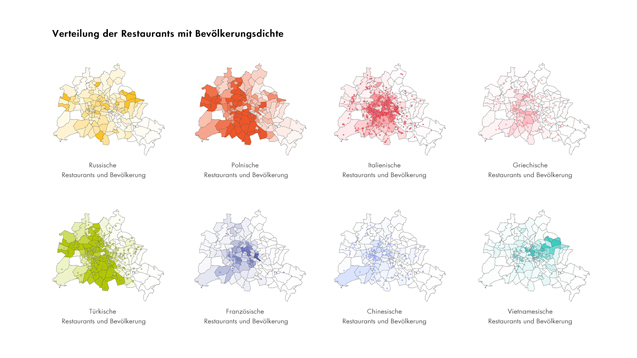 Verteilung der Restaurants mit Bevölkerungsdichte
Russische
Restaurants und Bevölkerung
Polnische
Restaurants und Bevölkerung
Italienische
Restaurants und Bevölkerung
Griechische
Restaurants und Bevölkerung
Türkische
Restaurants und Bevölkerung
Französische
Restaurants und Bevölkerung
Chinesische
Restaurants und Bevölkerung
Vietnamesische
Restaurants und Bevölkerung